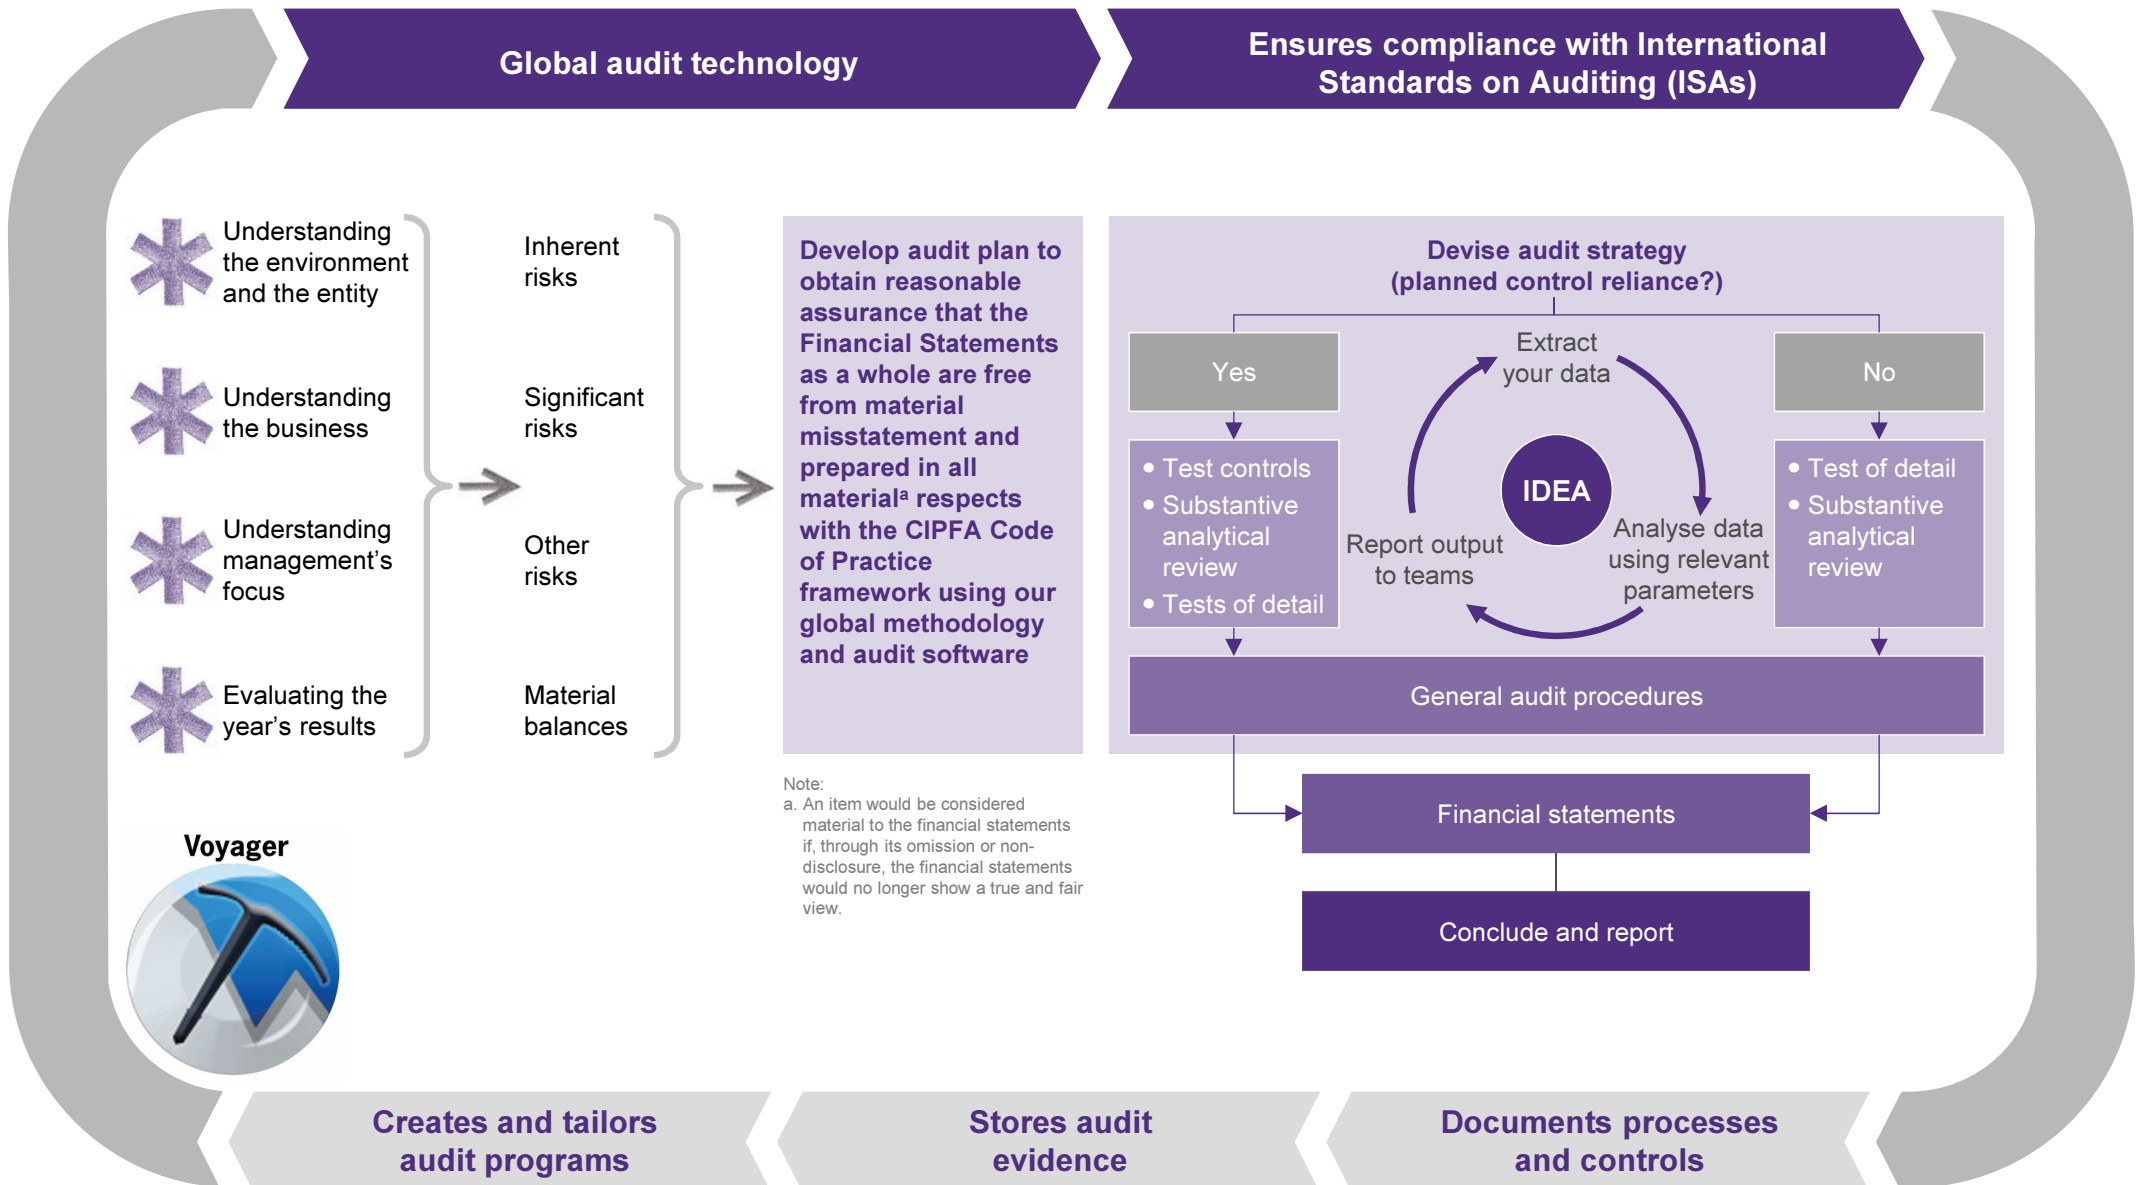 Global audit technology
Ensures compliance with International
Standards on Auditing (ISAs)
Understanding
the environment
and the entity
Understanding
the business
Understanding
management’s
focus
Evaluating the
year’s results
Inherent
risks
Significant
risks
Other
risks
Material
balances
Develop audit plan to
obtain reasonable
assurance that the
Financial Statements
as a whole are free
from material
misstatement and
prepared in all
materialᵃ respects
with the CIPFA Code
of Practice
framework using our
global methodology
and audit software
Note:
a. An item would be considered
material to the financial statements
if, through its omission or non-
disclosure, the financial statements
would no longer show a true and fair
view.
Devise audit strategy
(planned control reliance?)
Yes
• Test controls
• Substantive
analytical
review
• Tests of detail
Extract
your data
IDEA
Analyse data
using relevant
parameters
Report output
to teams
No
• Test of detail
• Substantive
analytical
review
General audit procedures
Financial statements
Conclude and report
Voyager
Creates and tailors
audit programs
Stores audit
evidence
Documents processes
and controls